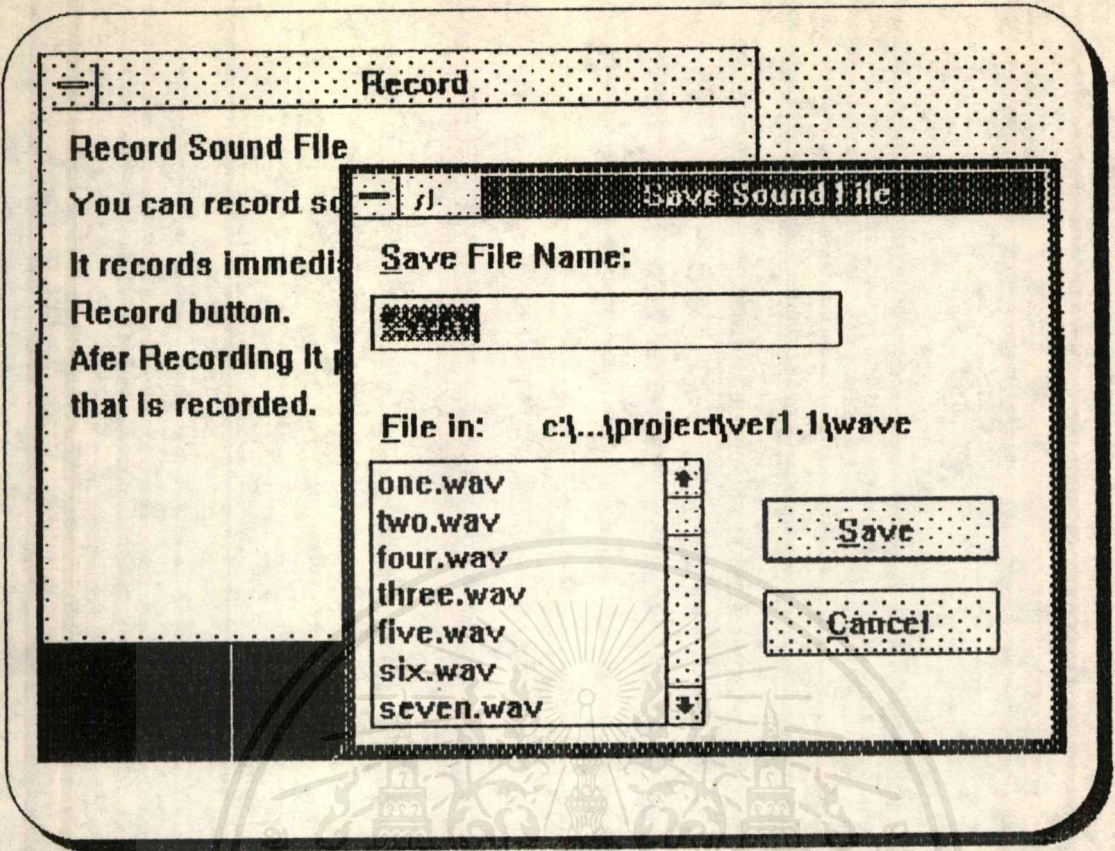 Record
Record Sound File
You can record so
It records immedi
Record button.
Afer Recording It p
that Is recorded.
Save Sound File
Save File Name:
File in: c:\...\project\ver1.1\wave
one.wav
two.wav
four.wav
three.wav
five.wav
six.wav
seven.wav
Save
Cancel